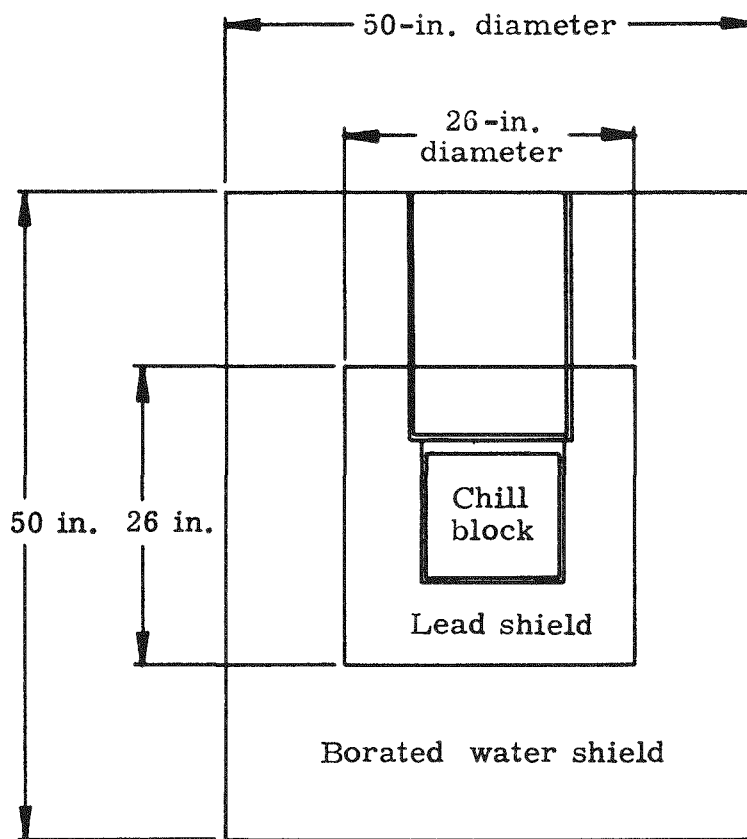 50-in. diameter
26-in.
diameter
50 in.
26 in.
Chill
block
Lead shield
Borated water shield